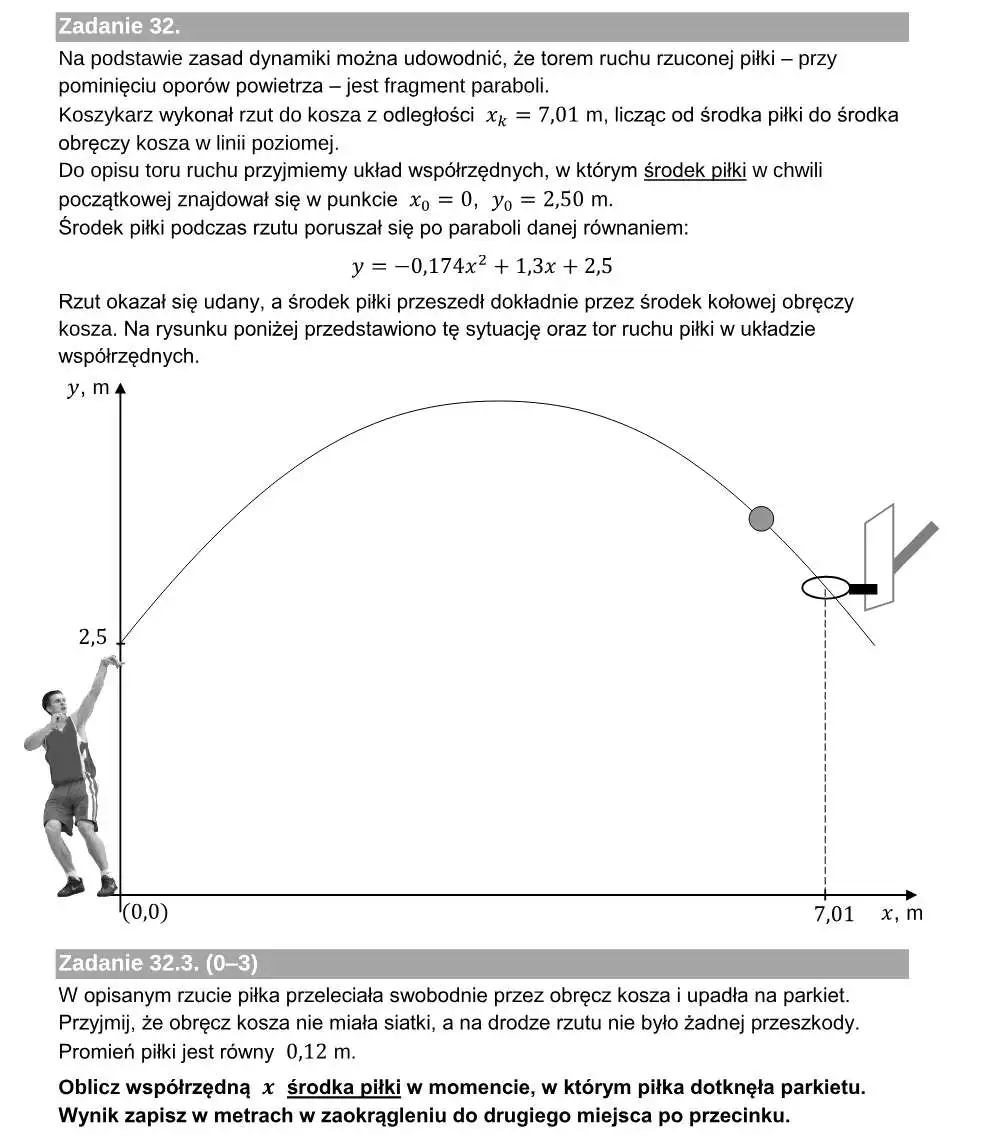 Zadanie 32.
Na podstawie zasad dynamiki można udowodnić, że torem ruchu rzuconej piłki – przy
pominięciu oporów powietrza – jest fragment paraboli.
Koszykarz wykonał rzut do kosza z odległości xₖ = 7,01 m, licząc od środka piłki do środka
obręczy kosza w linii poziomej.
Do opisu toru ruchu przyjmiemy układ współrzędnych, w którym środek piłki w chwili
początkowej znajdował się w punkcie x₀ = 0, y₀ = 2,50 m.
Środek piłki podczas rzutu poruszał się po paraboli danej równaniem:
y = −0,174x² + 1,3x + 2,5
Rzut okazał się udany, a środek piłki przeszedł dokładnie przez środek kołowej obręczy
kosza. Na rysunku poniżej przedstawiono tę sytuację oraz tor ruchu piłki w układzie
współrzędnych.
y, m
2,5
(0,0)
7,01
x, m
Zadanie 32.3. (0–3)
W opisanym rzucie piłka przeleciała swobodnie przez obręcz kosza i upadła na parkiet.
Przyjmij, że obręcz kosza nie miała siatki, a na drodze rzutu nie było żadnej przeszkody.
Promień piłki jest równy 0,12 m.
Oblicz współrzędną x środka piłki w momencie, w którym piłka dotknęła parkietu.
Wynik zapisz w metrach w zaokrągleniu do drugiego miejsca po przecinku.